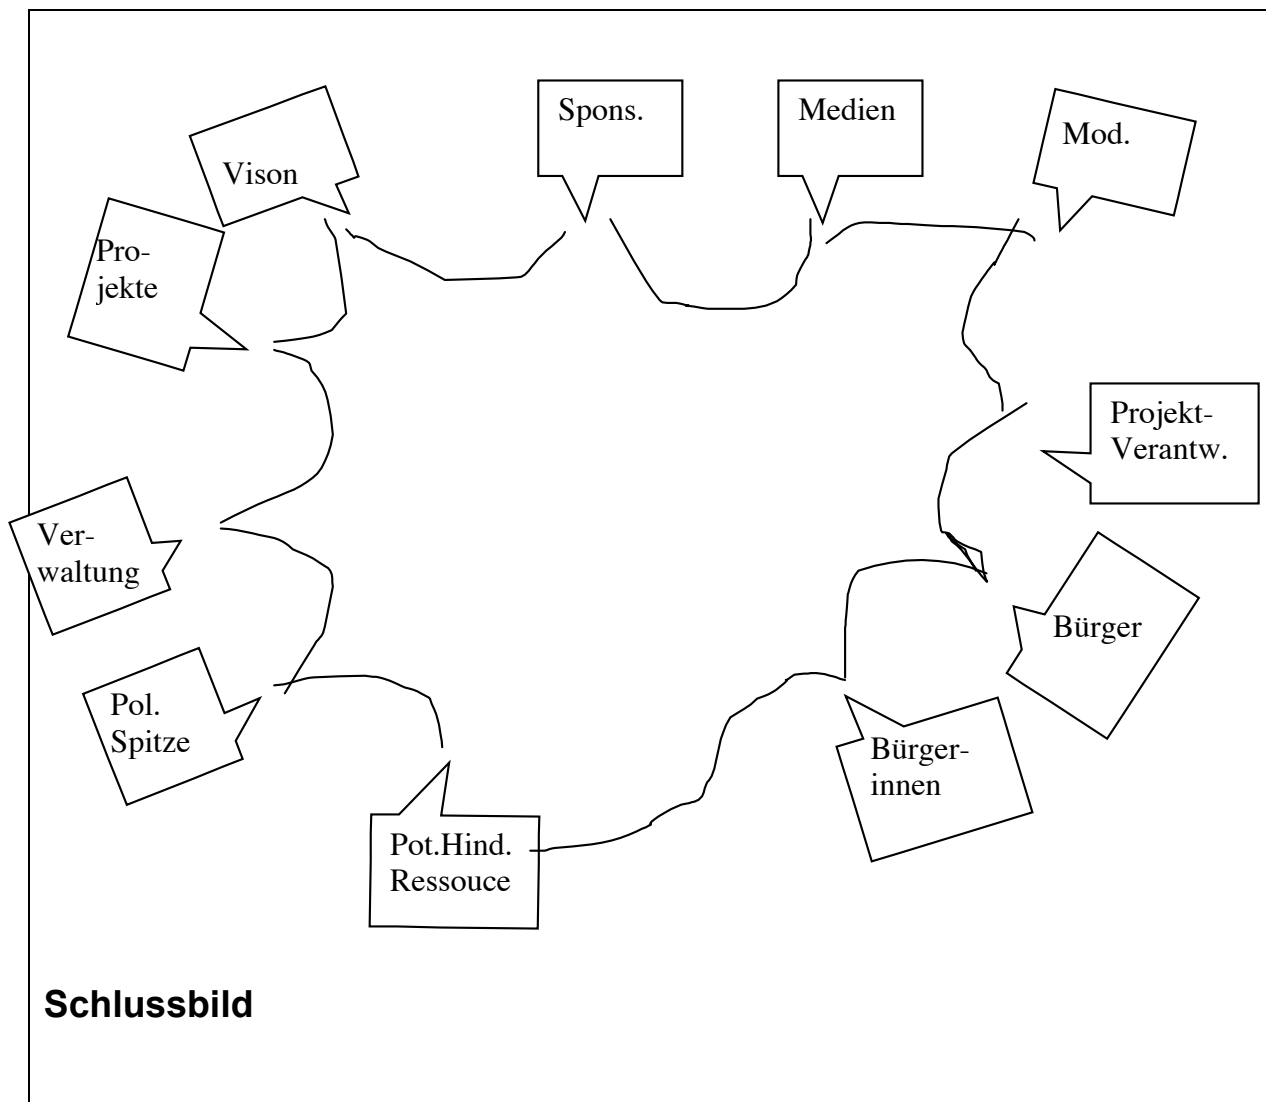 Spons.
Medien
Mod.
Vison
Pro-
jekte
Projekt-
Verantw.
Ver-
waltung
Bürger
Pol.
Spitze
Bürger-
innen
Pot.Hind.
Ressouce
Schlussbild